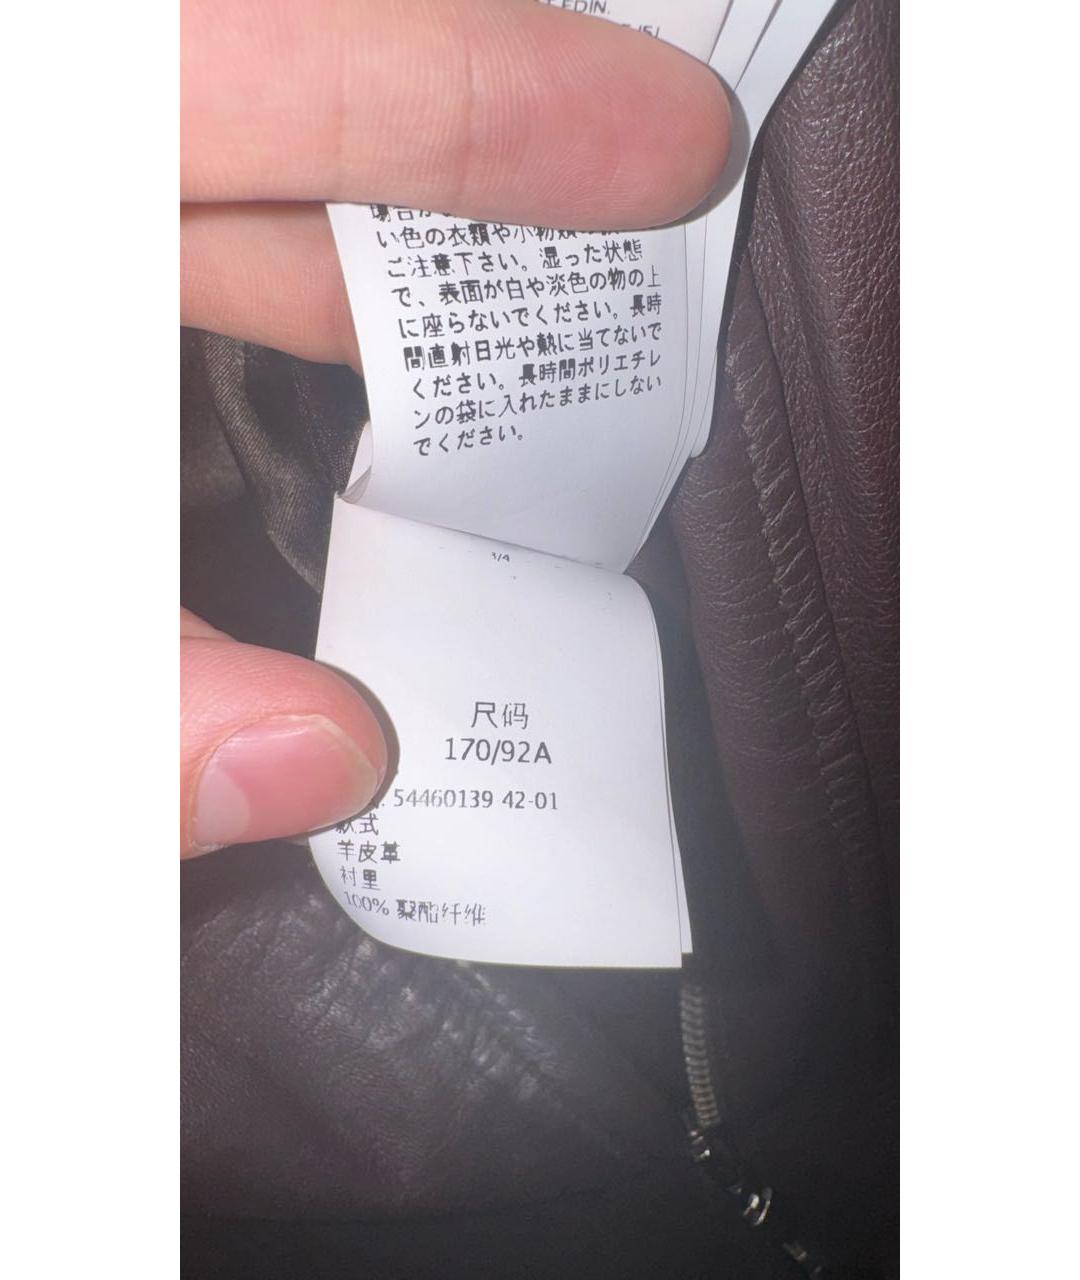 EDIN.
い色の衣類や小物類
ご注意下さい。湿った状態
で、表面が白や淡色の物の上
に座らないでください。長時
間直射日光や熱に当てないで
ください。長時間ポリエチレ
ンの袋に入れたままにしない
でください。
3/4
尺码
170/92A
54460139 42-01
款式
羊皮革
衬里
100% 聚酯纤维